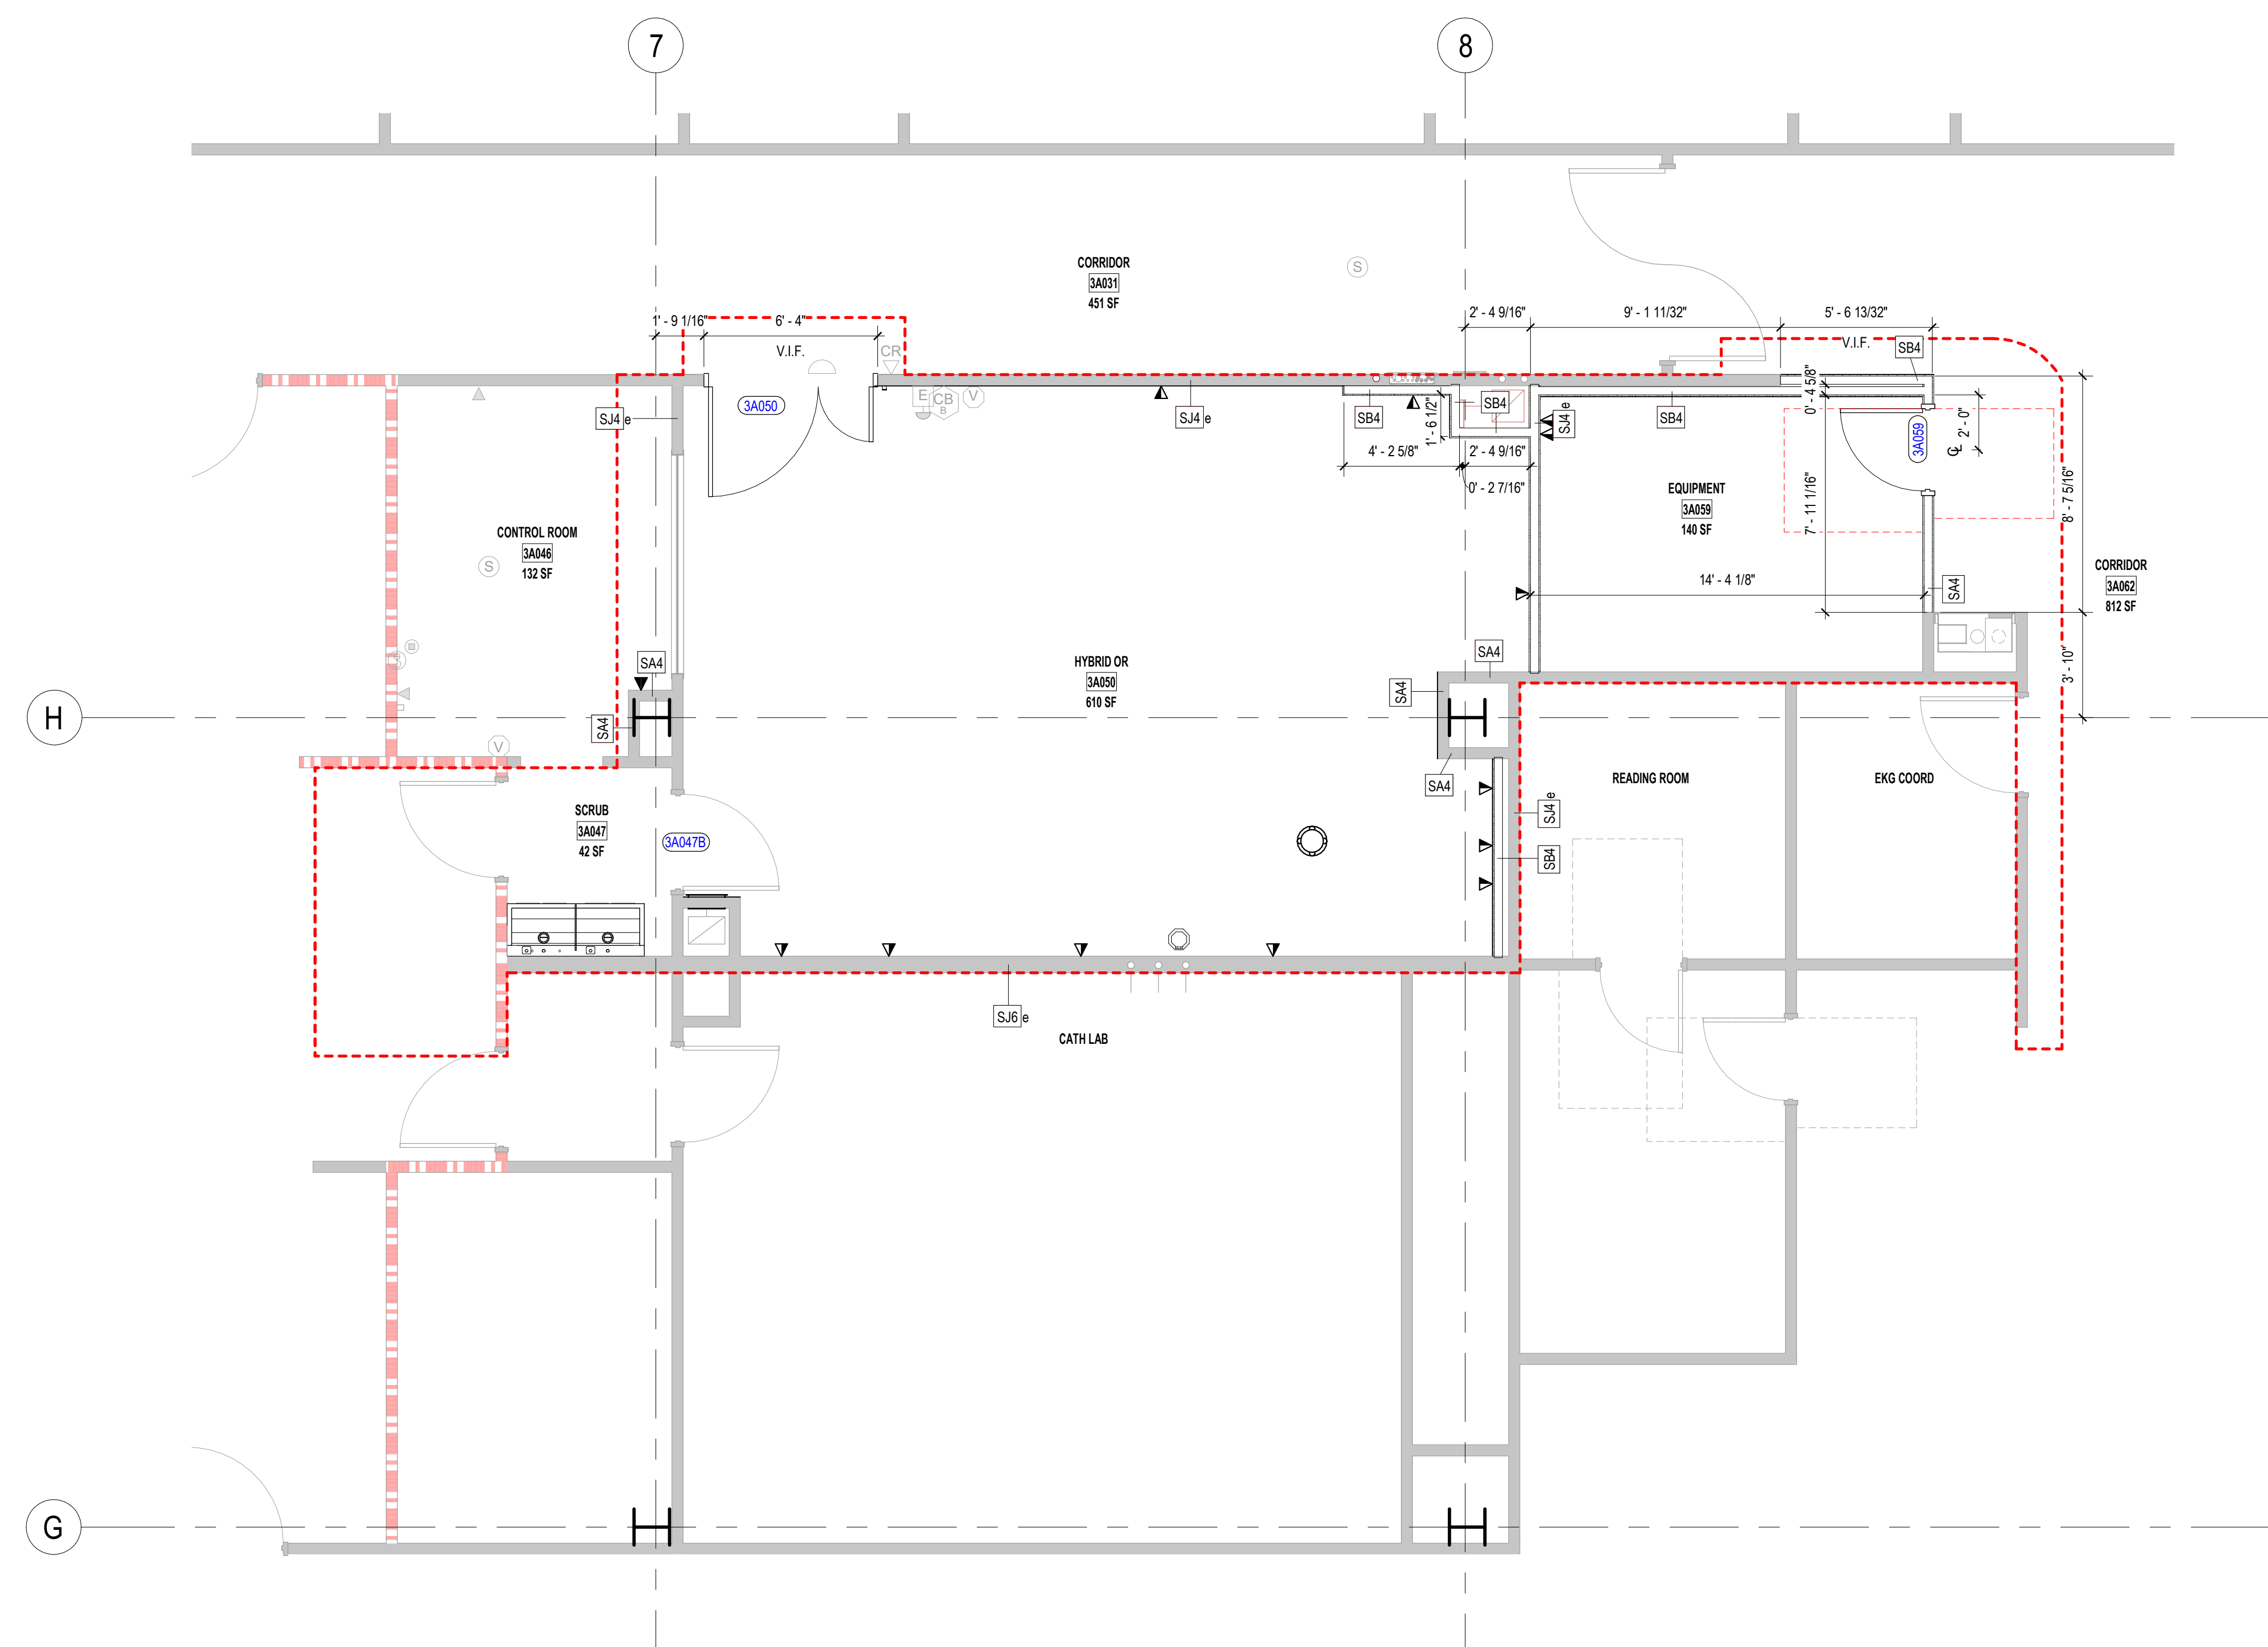 7
8
CORRIDOR
3A031
451 SF
S
1' - 9 1/16"
6' - 4"
2' - 4 9/16"
9' - 1 11/32"
5' - 6 13/32"
V.I.F.
CR
V.I.F.
SB4
3A050
E
CB
B
V
SJ4 e
SJ4 e
SB4
1' - 6 1/2"
SB4
SJ4 e
SB4
0' - 4 5/8"
3A059
2' - 0"
4' - 2 5/8"
2' - 4 9/16"
0' - 2 7/16"
EQUIPMENT
3A059
140 SF
7' - 11 1/16"
8' - 7 5/16"
CONTROL ROOM
3A046
132 SF
S
14' - 4 1/8"
SA4
CORRIDOR
3A062
812 SF
SA4
SA4
HYBRID OR
3A050
610 SF
SA4
3' - 10"
H
SA4
V
SA4
READING ROOM
EKG COORD
SCRUB
3A047
42 SF
3A047B
SJ4 e
SB4
SJ6 e
CATH LAB
G